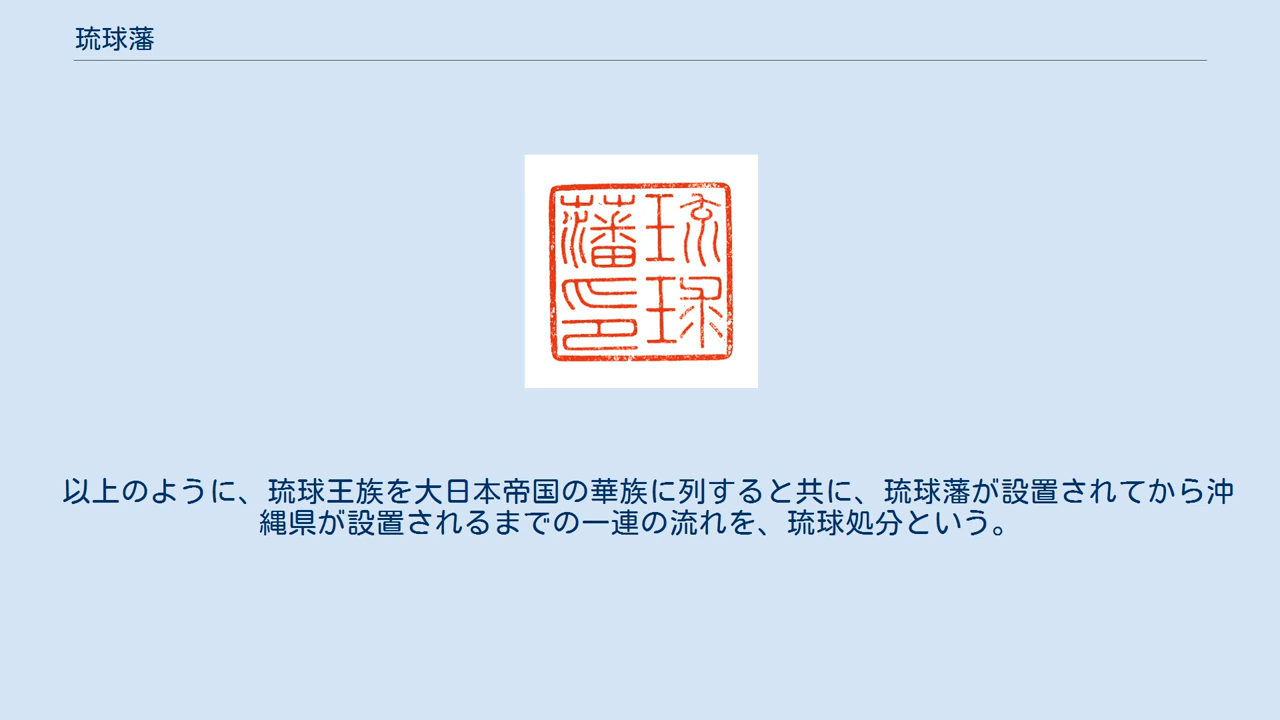 琉球藩
琉球
藩印
以上のように、琉球王族を大日本帝国の華族に列すると共に、琉球藩が設置されてから沖
縄県が設置されるまでの一連の流れを、琉球処分という。